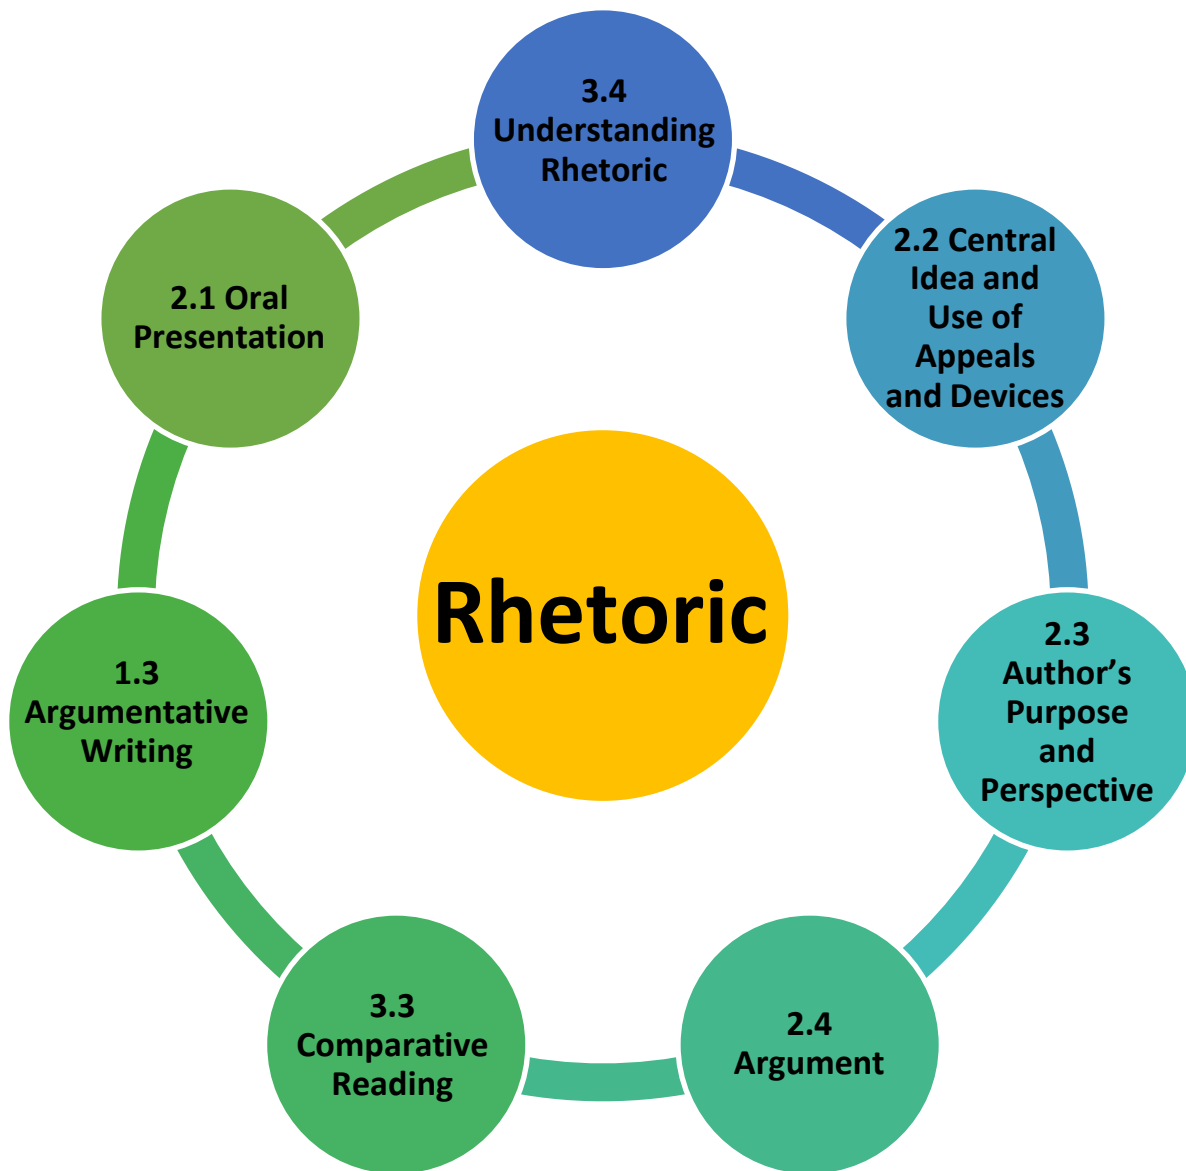 3.4
Understanding
Rhetoric
2.2 Central
Idea and
Use of
Appeals
and Devices
2.3
Author’s
Purpose
and
Perspective
2.4
Argument
3.3
Comparative
Reading
1.3
Argumentative
Writing
2.1 Oral
Presentation
Rhetoric